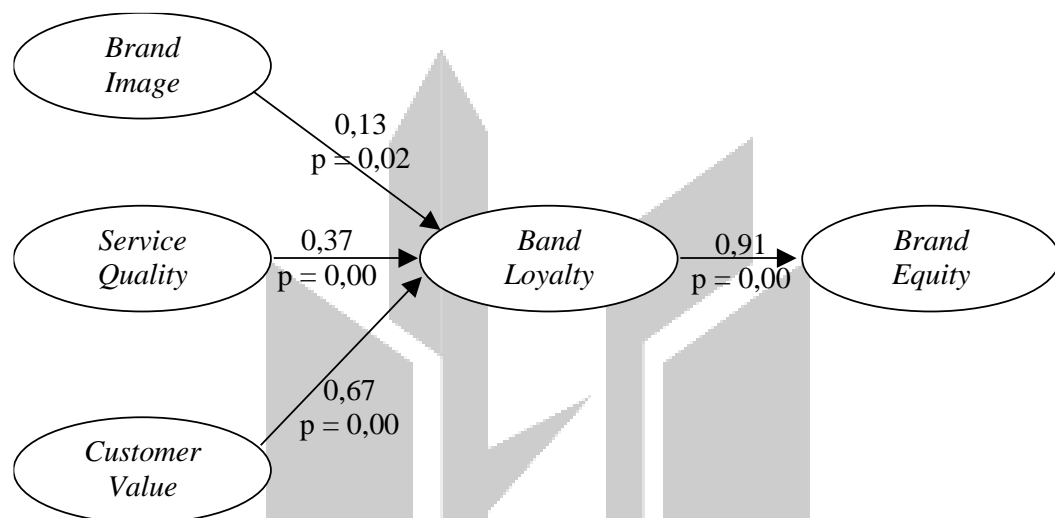 Brand
Image
0,13
p = 0,02
Service
Quality
0,37
p = 0,00
Band
Loyalty
0,91
p = 0,00
Brand
Equity
0,67
p = 0,00
Customer
Value